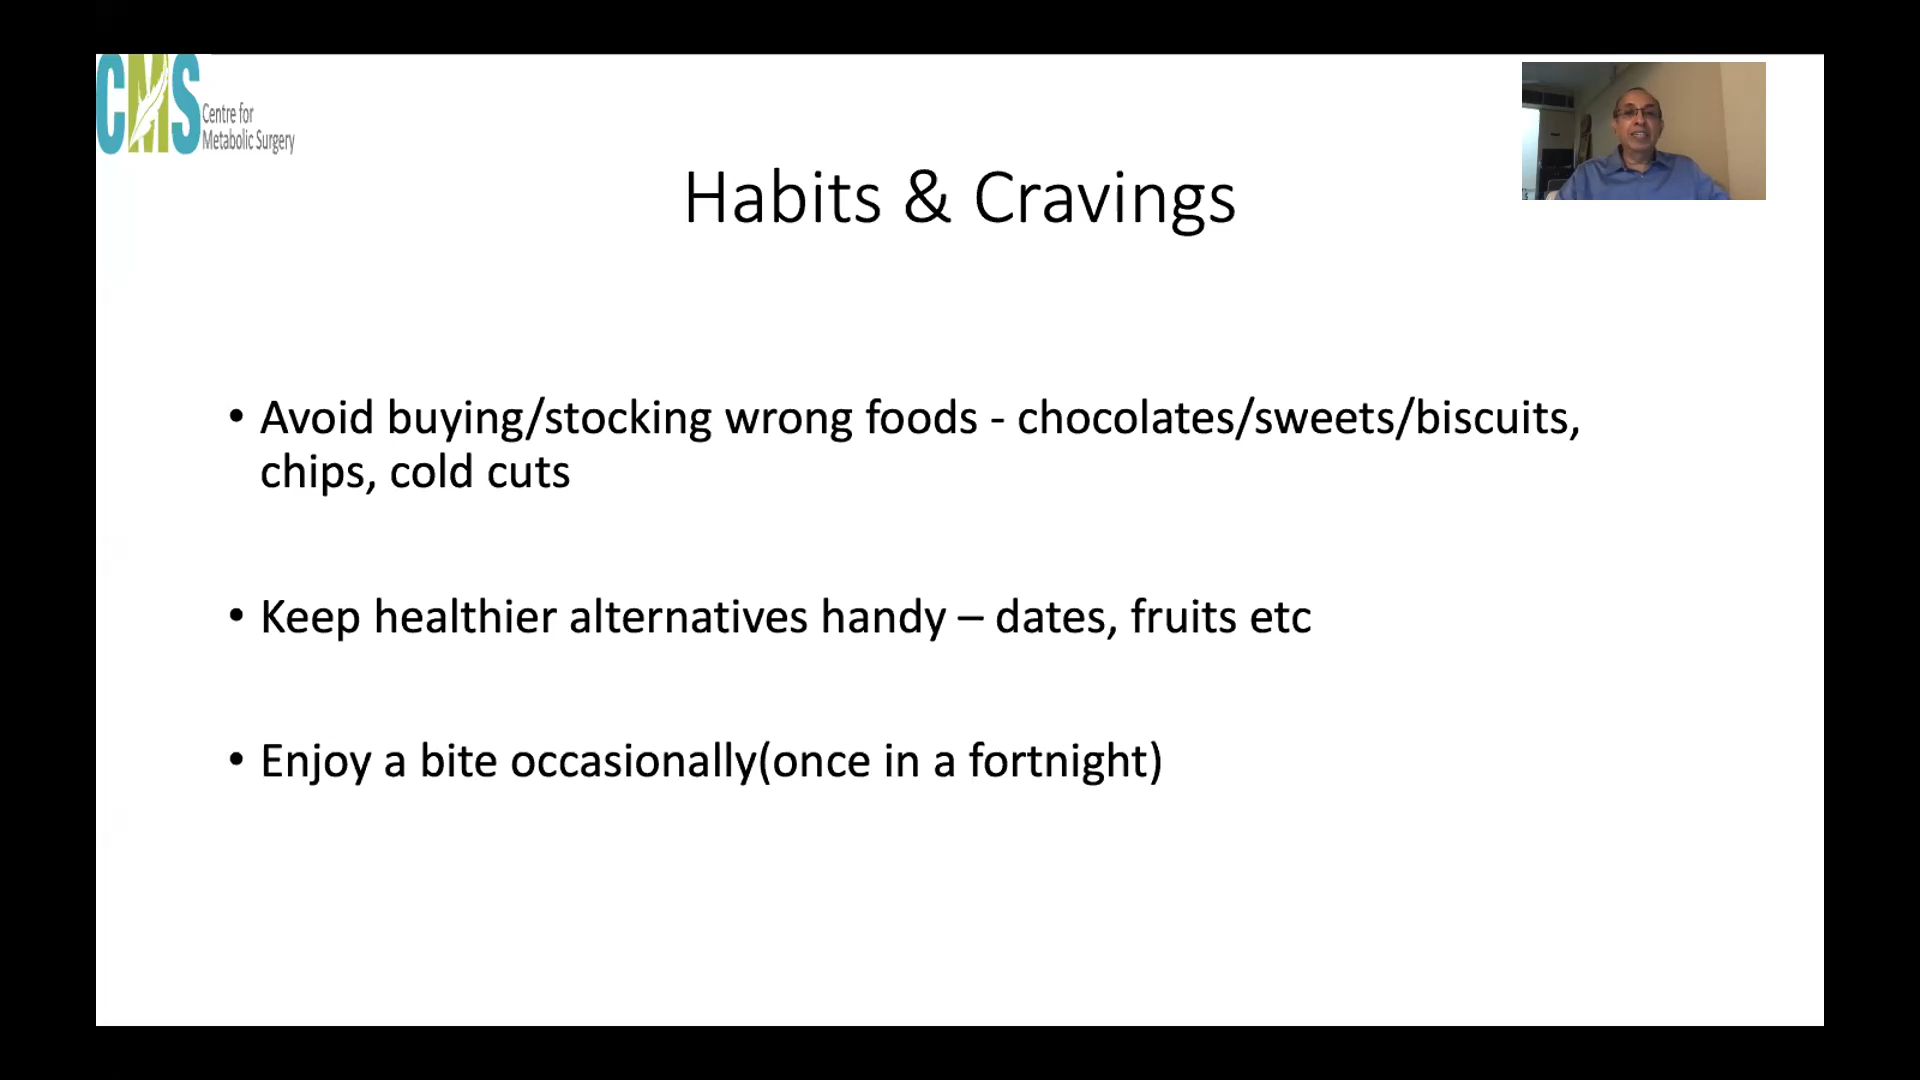 CMS
Centre for
Metabolic Surgery
Habits & Cravings
• Avoid buying/stocking wrong foods - chocolates/sweets/biscuits,
chips, cold cuts
• Keep healthier alternatives handy – dates, fruits etc
• Enjoy a bite occasionally(once in a fortnight)